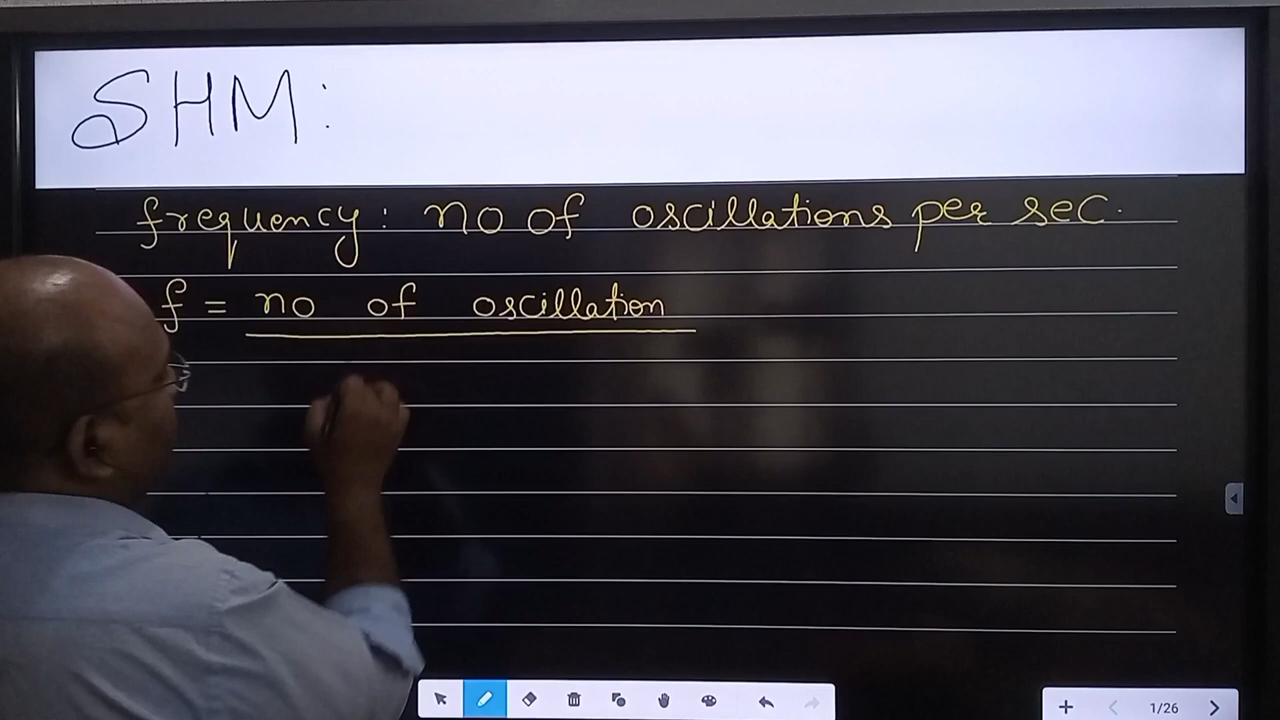 SHM:
frequency: no of oscillations per sec.
f = no of oscillation
1/26